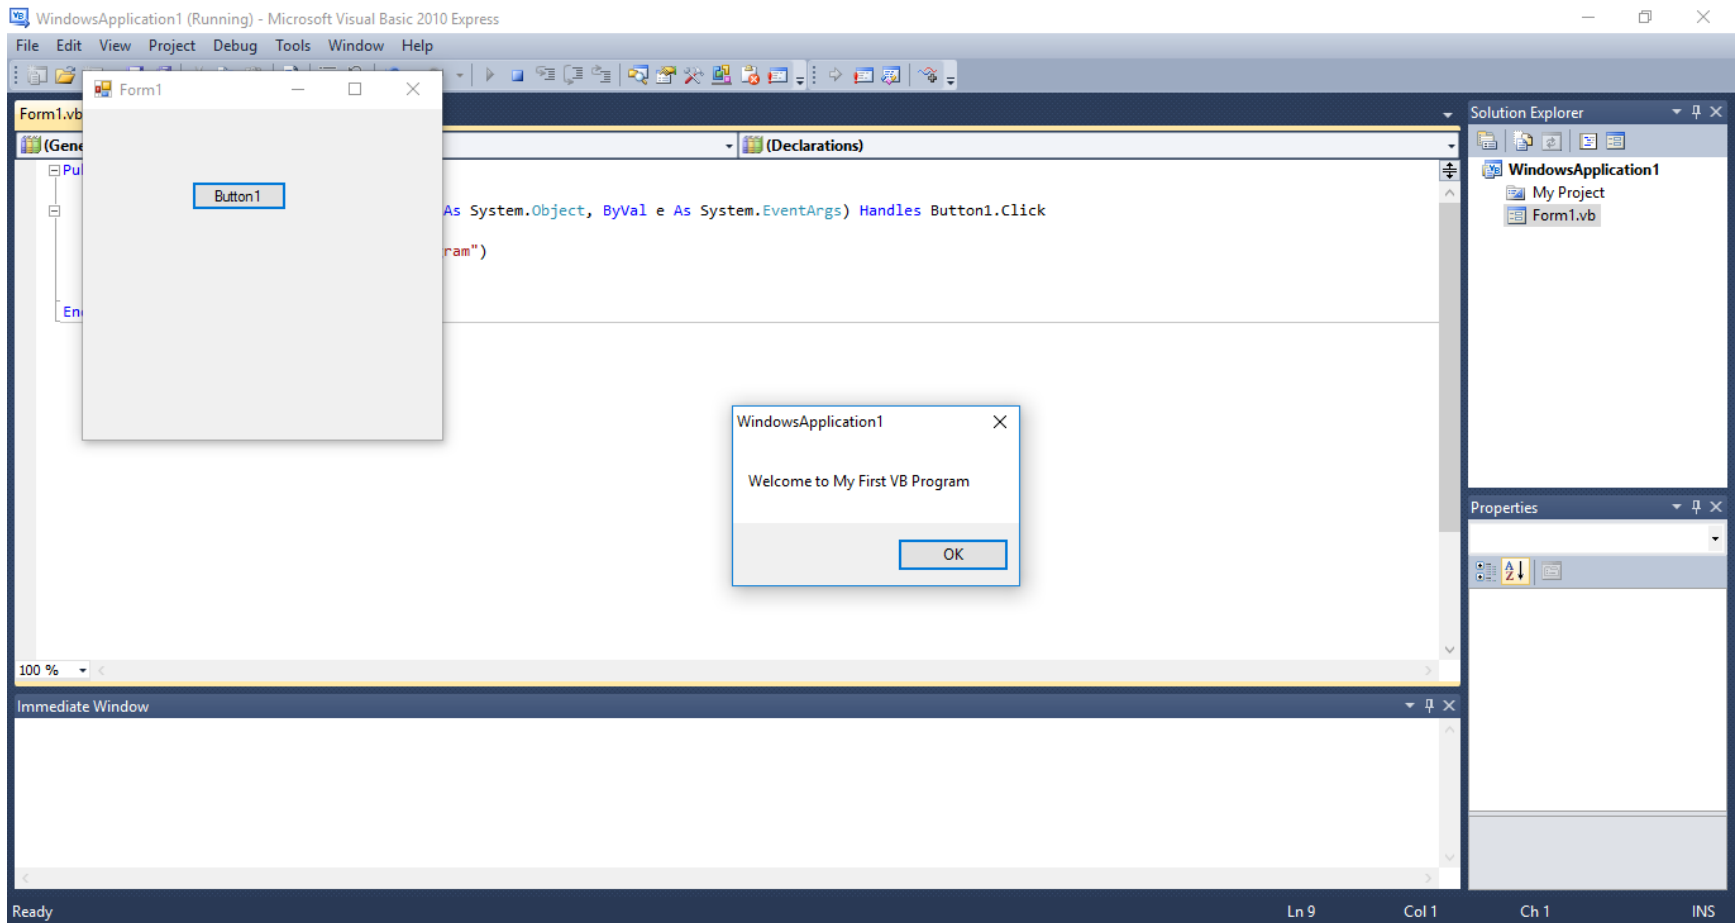 WindowsApplication1 (Running) - Microsoft Visual Basic 2010 Express
File Edit View Project Debug Tools Window Help
Form1
Form1.vb
(Gene
(Declarations)
Pul
Button1
As System.Object, ByVal e As System.EventArgs) Handles Button1.Click
ram")
En
WindowsApplication1
Welcome to My First VB Program
OK
100 %
Immediate Window
Solution Explorer
WindowsApplication1
My Project
Form1.vb
Properties
Ready
Ln 9 Col 1 Ch 1 INS